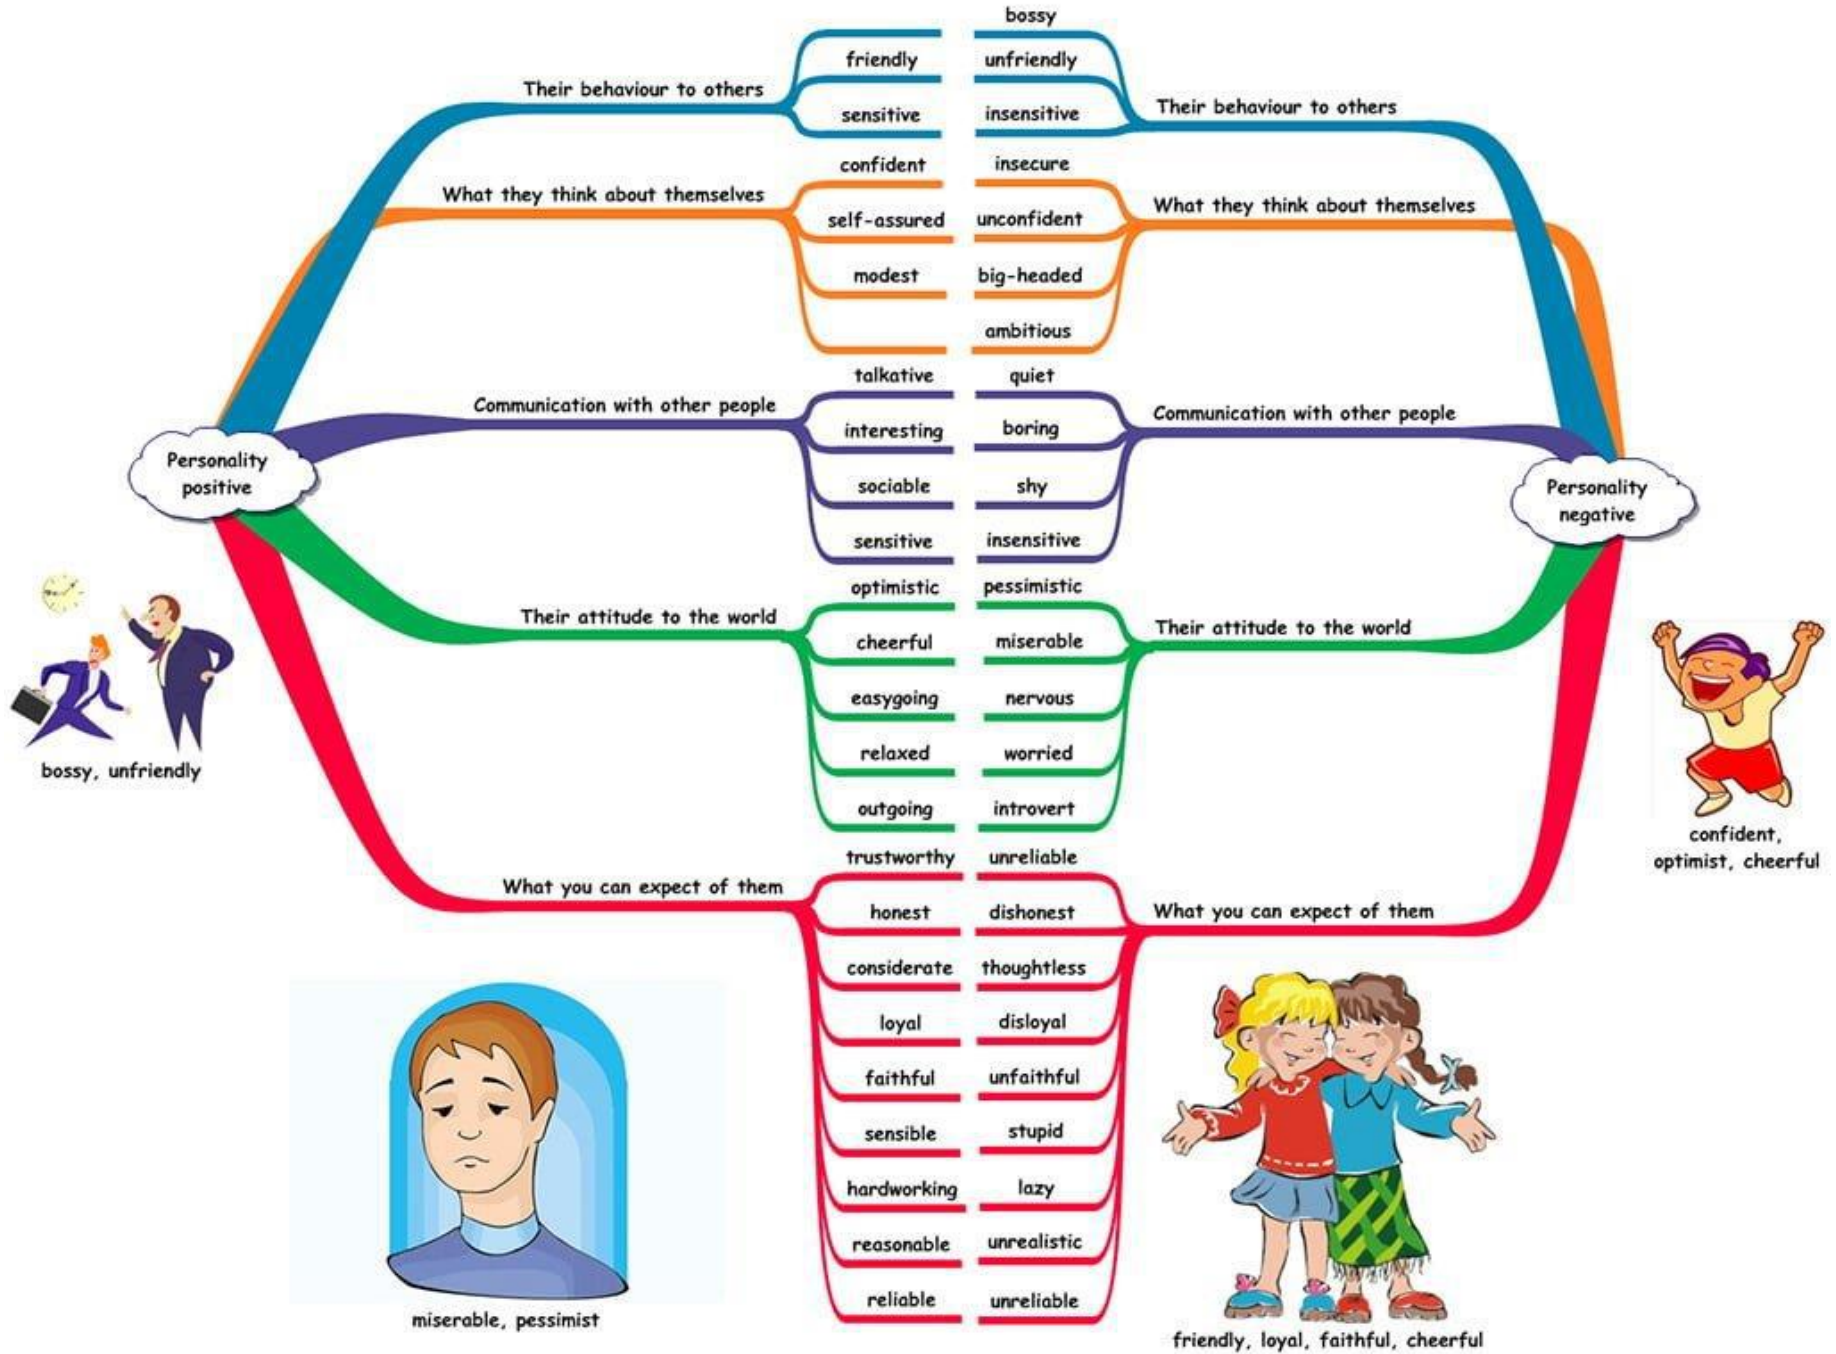 bossy
friendly unfriendly
Their behaviour to others
Their behaviour to others
sensitive insensitive
confident insecure
What they think about themselves
What they think about themselves
self-assured unconfident
modest big-headed
ambitious
talkative quiet
Communication with other people
Communication with other people
interesting boring
Personality
positive
sociable shy
Personality
negative
sensitive insensitive
optimistic pessimistic
Their attitude to the world
Their attitude to the world
cheerful miserable
easygoing nervous
relaxed worried
bossy, unfriendly
outgoing introvert
confident,
optimist, cheerful
trustworthy unreliable
What you can expect of them
What you can expect of them
honest dishonest
considerate thoughtless
loyal disloyal
faithful unfaithful
sensible stupid
hardworking lazy
reasonable unrealistic
reliable unreliable
miserable, pessimist
friendly, loyal, faithful, cheerful